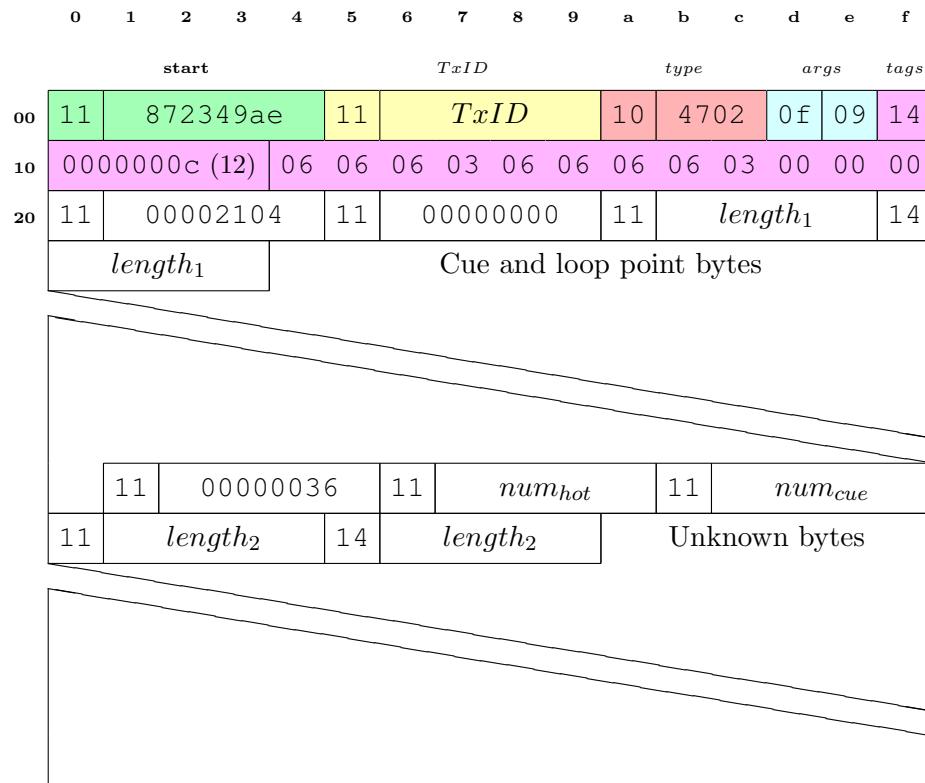 0 1 2 3 4 5 6 7 8 9 a b c d e f
start TxID type args tags
00 11 872349ae 11 TxID 10 4702 0f 09 14
10 0000000c (12) 06 06 06 03 06 06 06 06 03 00 00 00
20 11 00002104 11 00000000 11 length₁ 14
length₁ Cue and loop point bytes
11 00000036 11 num_hot 11 num_cue
11 length₂ 14 length₂ Unknown bytes